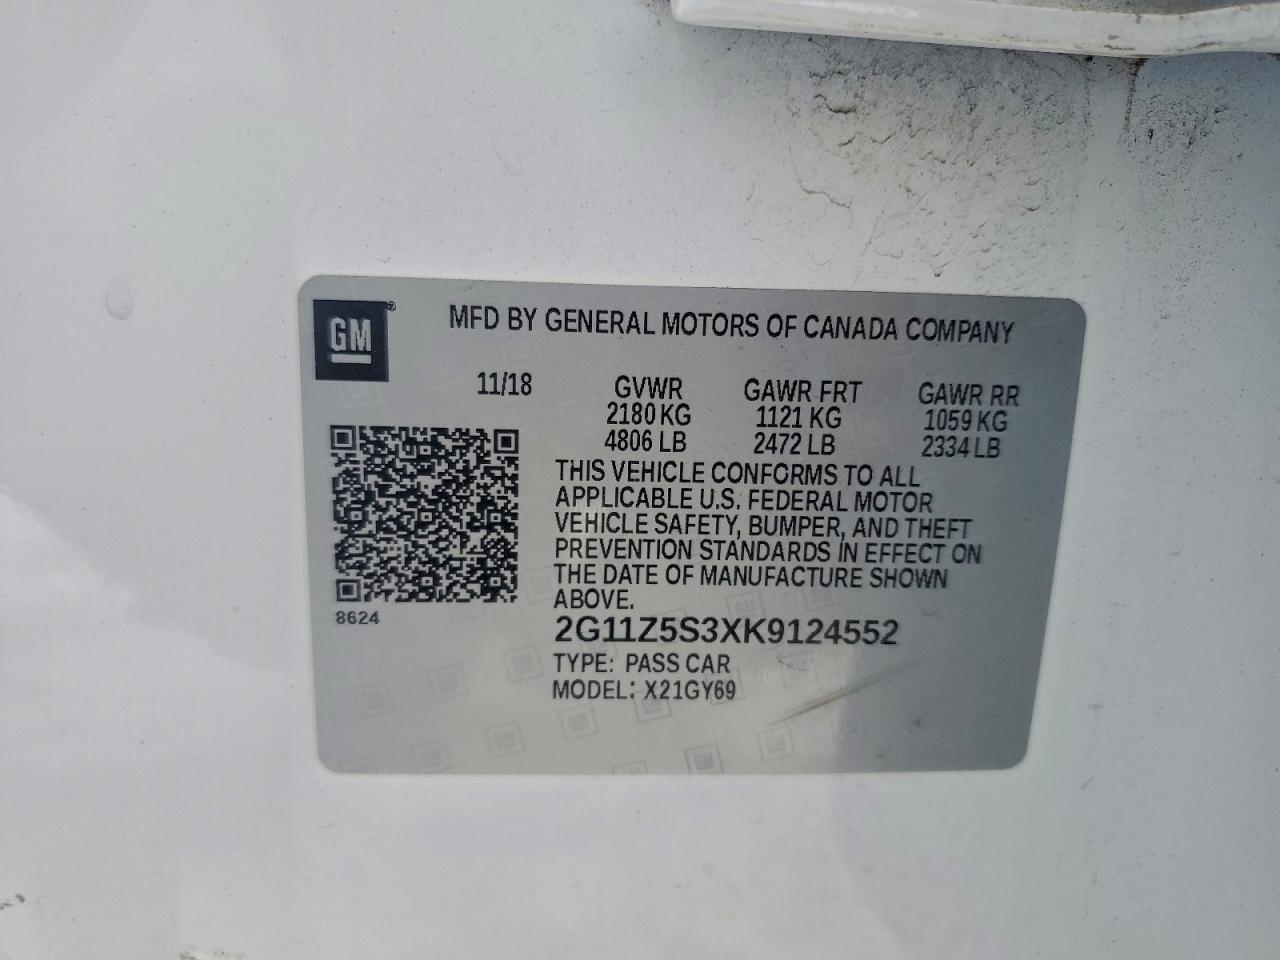 GM
MFD BY GENERAL MOTORS OF CANADA COMPANY
11/18 GVWR GAWR FRT GAWR RR
2180 KG 1121 KG 1059 KG
4806 LB 2472 LB 2334 LB
THIS VEHICLE CONFORMS TO ALL
APPLICABLE U.S. FEDERAL MOTOR
VEHICLE SAFETY, BUMPER, AND THEFT
PREVENTION STANDARDS IN EFFECT ON
THE DATE OF MANUFACTURE SHOWN
ABOVE.
8624
2G11Z5S3XK9124552
TYPE: PASS CAR
MODEL: X21GY69